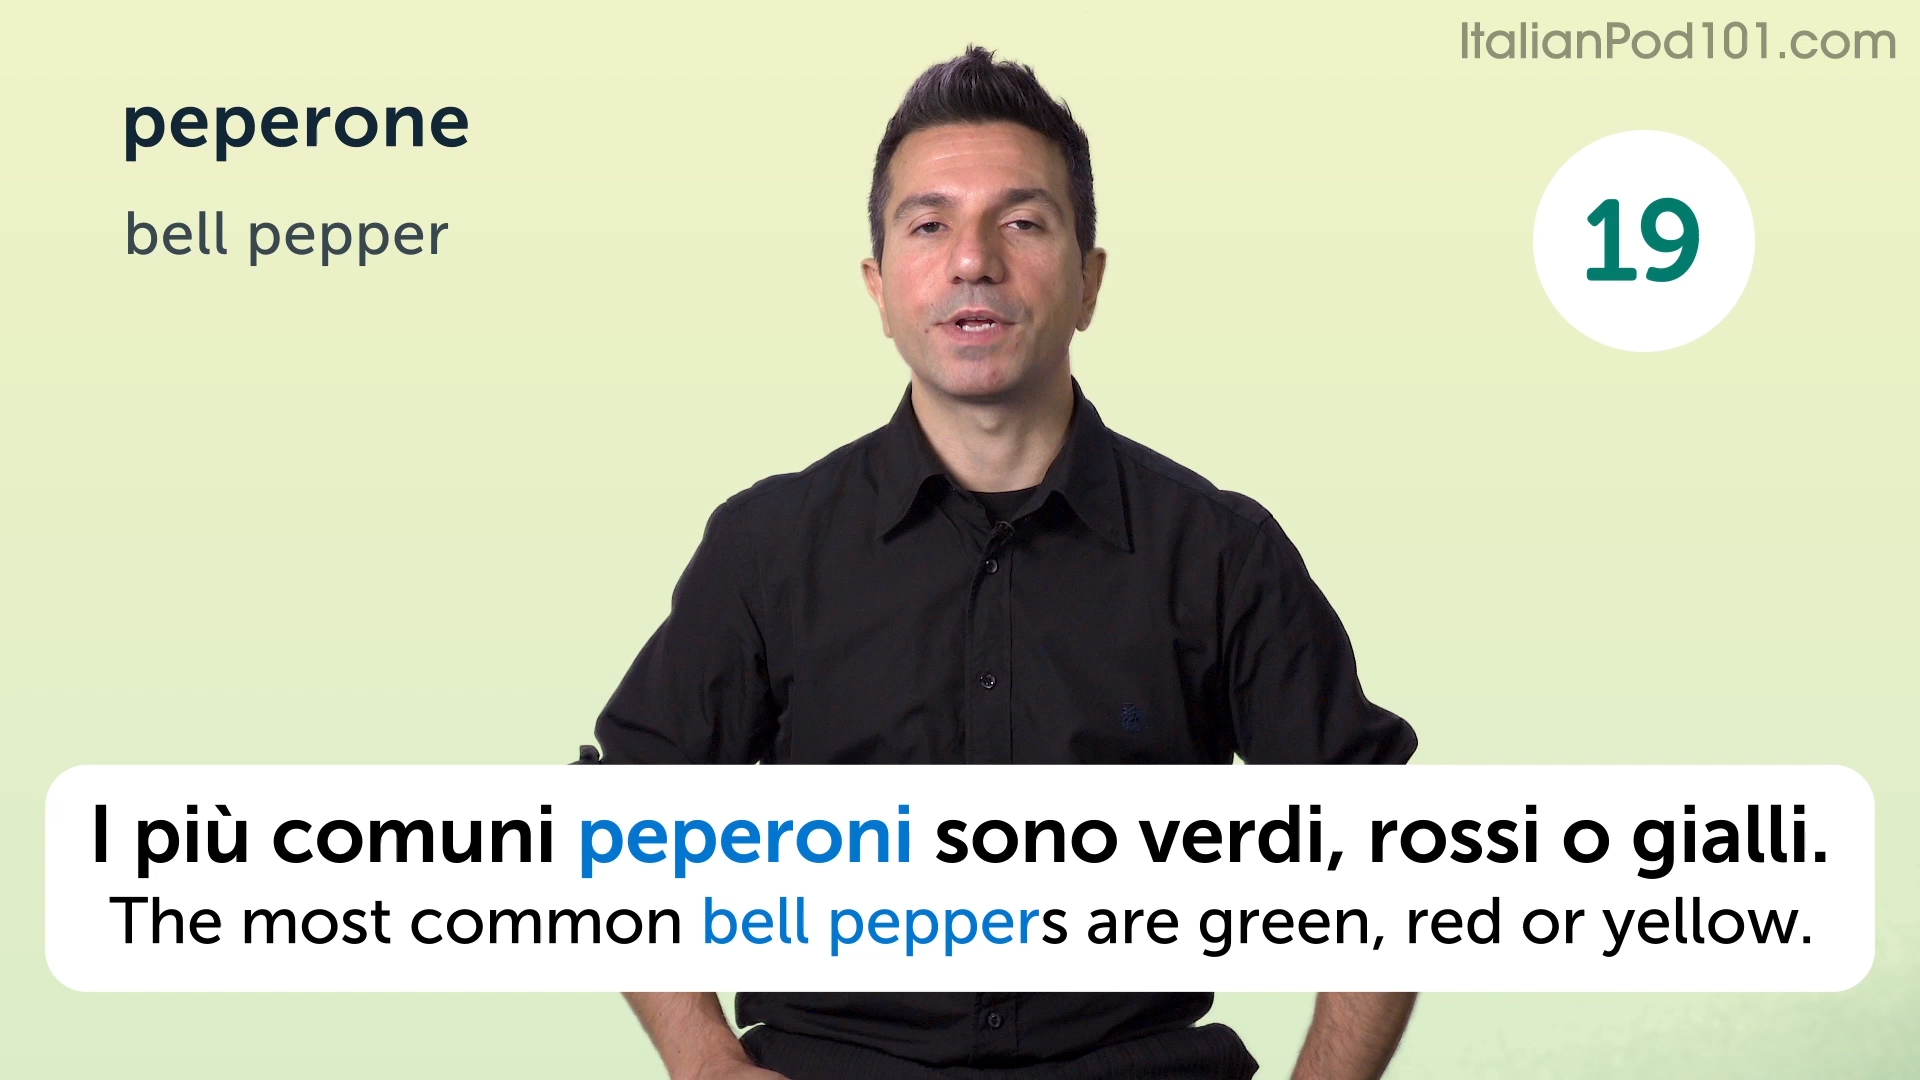 ItalianPod101.com
peperone
bell pepper
19
I più comuni peperoni sono verdi, rossi o gialli.
The most common bell peppers are green, red or yellow.